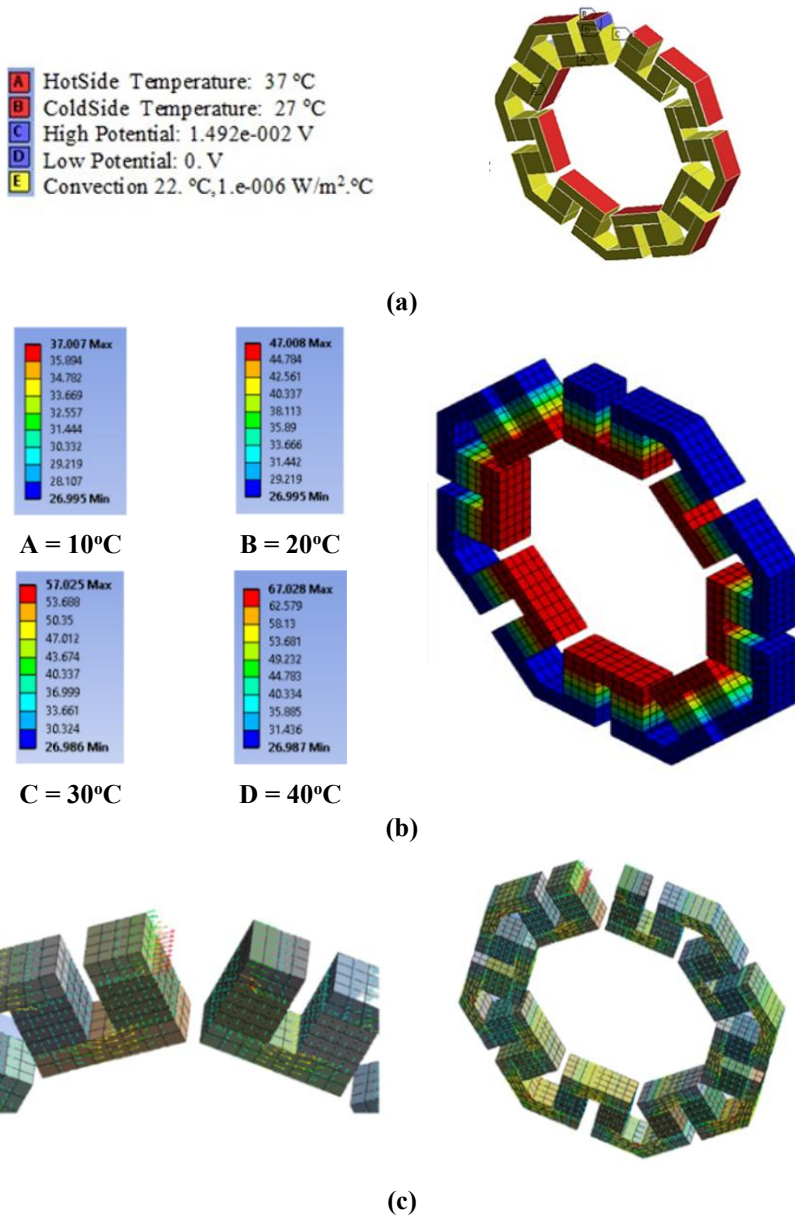 A HotSide Temperature: 37 °C
B ColdSide Temperature: 27 °C
C High Potential: 1.492e-002 V
D Low Potential: 0. V
E Convection 22. °C,1.e-006 W/m².°C
B
C
A
(a)
37.007 Max
35.894
34.782
33.669
32.557
31.444
30.332
29.219
28.107
26.995 Min
A = 10°C
47.008 Max
44.784
42.561
40.337
38.113
35.89
33.666
31.442
29.219
26.995 Min
B = 20°C
57.025 Max
53.688
50.35
47.012
43.674
40.337
36.999
33.661
30.324
26.986 Min
C = 30°C
67.028 Max
62.579
58.13
53.681
49.232
44.783
40.334
35.885
31.436
26.987 Min
D = 40°C
(b)
(c)